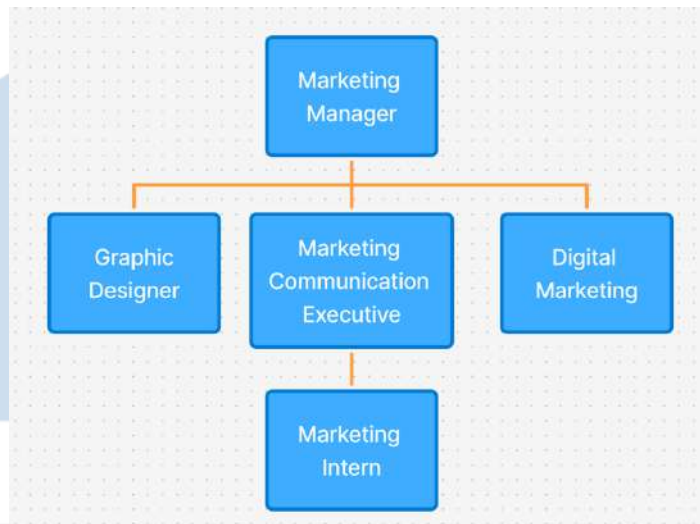 Marketing
Manager
Graphic
Designer
Marketing
Communication
Executive
Digital
Marketing
Marketing
Intern